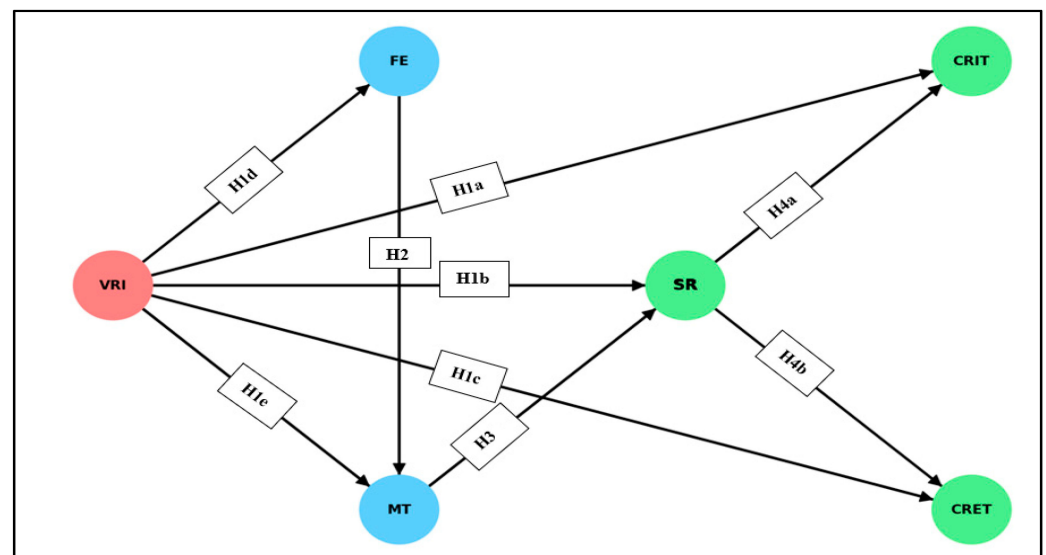 FE
CRIT
H1d
H1a
H4a
H2
VRI
H1b
SR
H1c
H4b
H1e
H3
MT
CRET